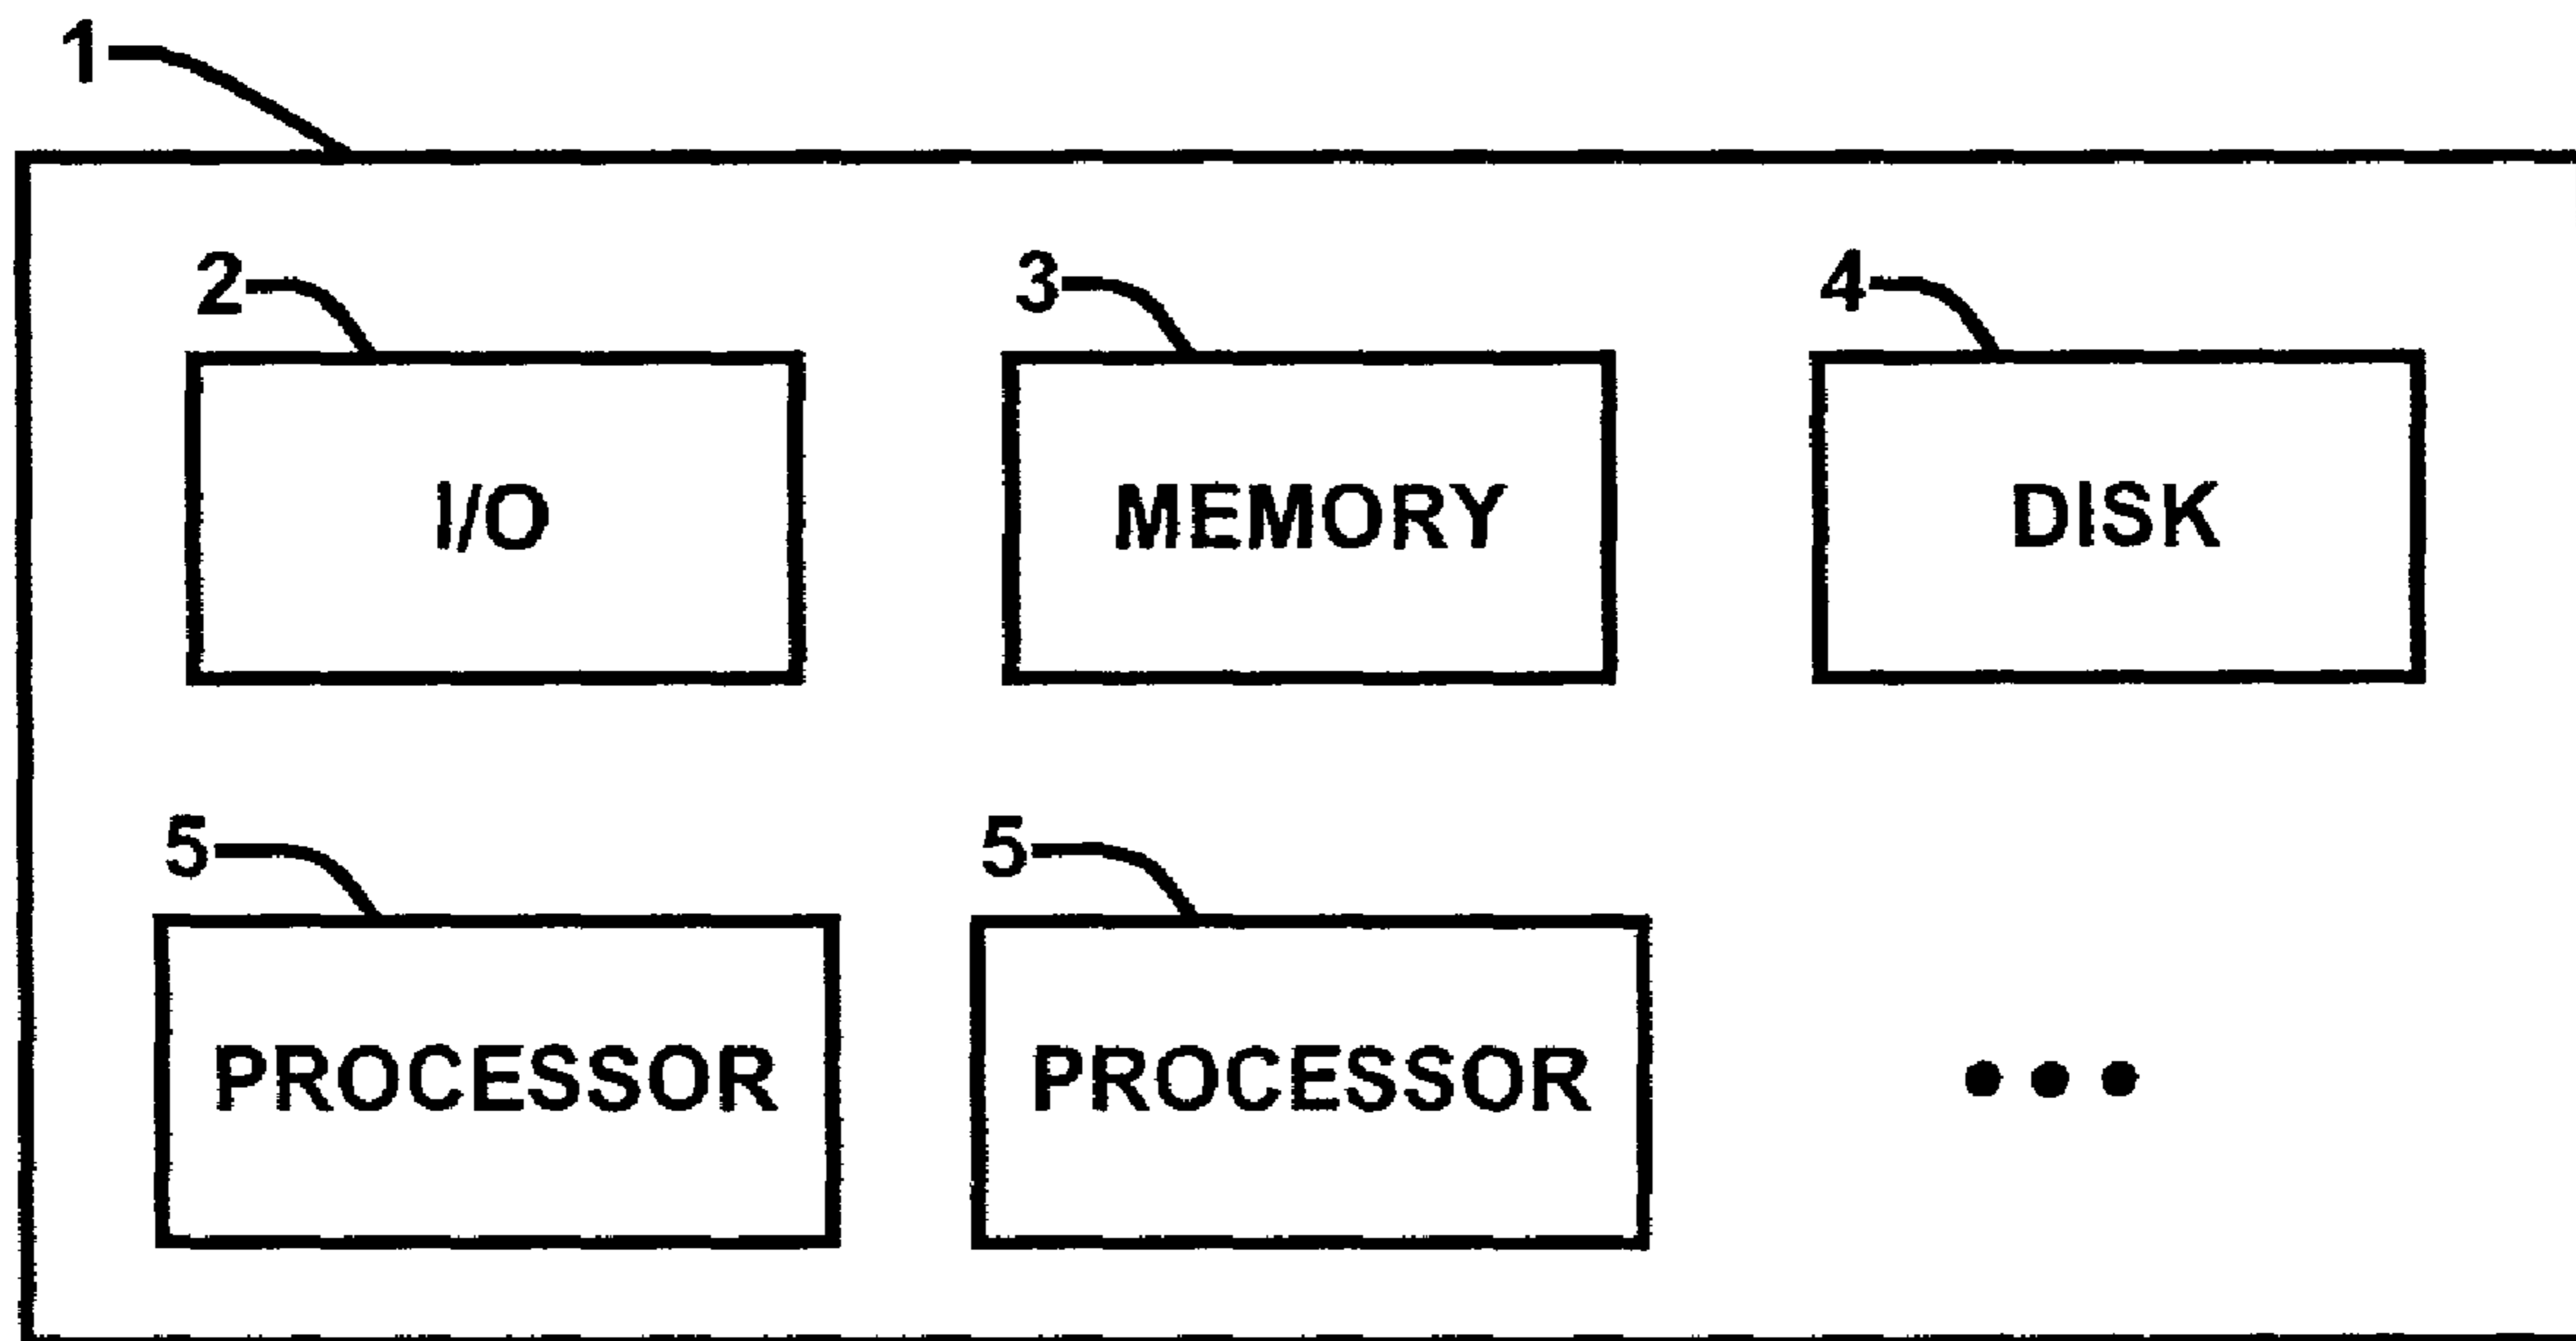 1
2 3 4
I/O MEMORY DISK
5 5
PROCESSOR PROCESSOR •••